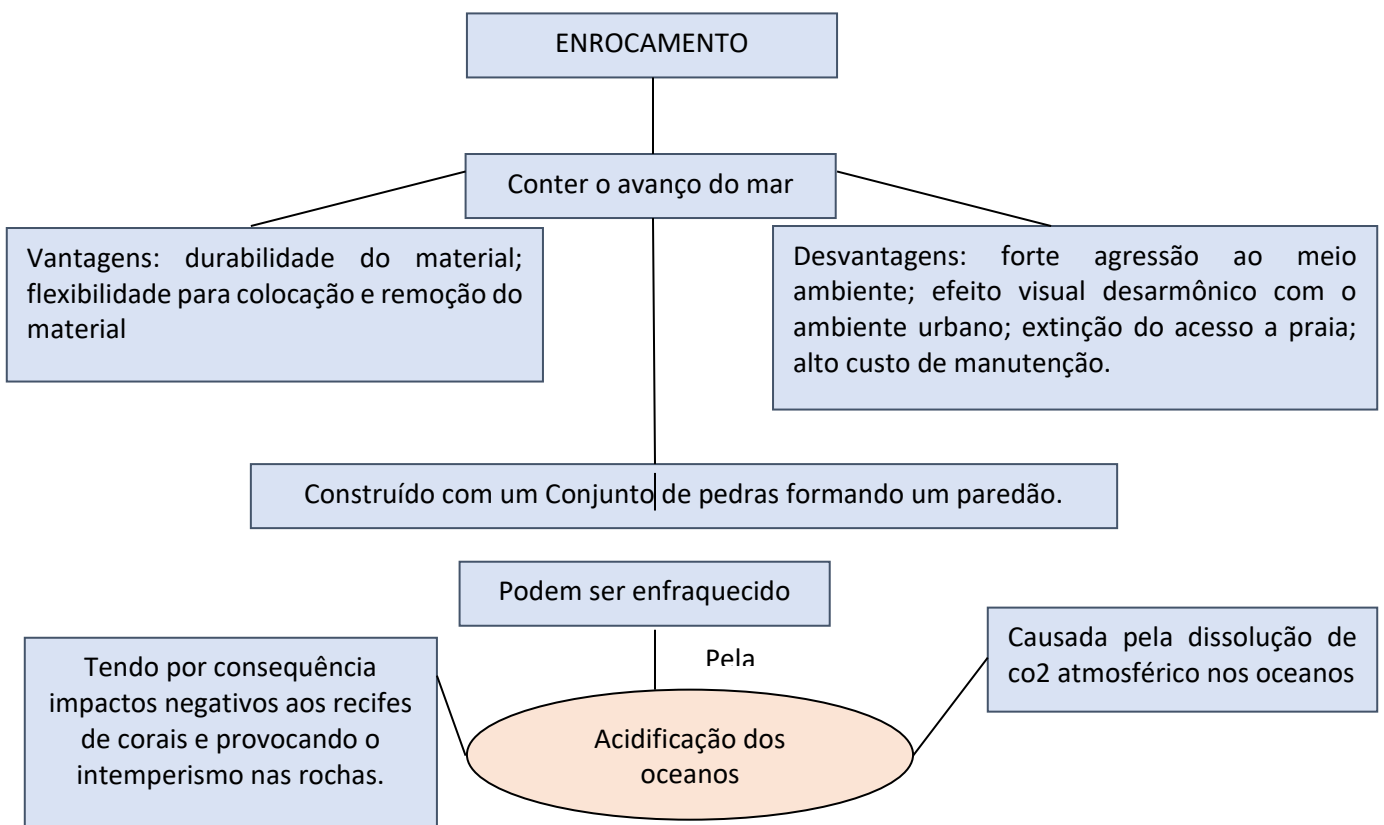 ENROCAMENTO
Conter o avanço do mar
Vantagens: durabilidade do material;
flexibilidade para colocação e remoção do
material
Desvantagens: forte agressão ao meio
ambiente; efeito visual desarmônico com o
ambiente urbano; extinção do acesso a praia;
alto custo de manutenção.
Construído com um Conjunto de pedras formando um paredão.
Podem ser enfraquecido
Pela
Tendo por consequência
impactos negativos aos recifes
de corais e provocando o
intemperismo nas rochas.
Acidificação dos
oceanos
Causada pela dissolução de
co2 atmosférico nos oceanos